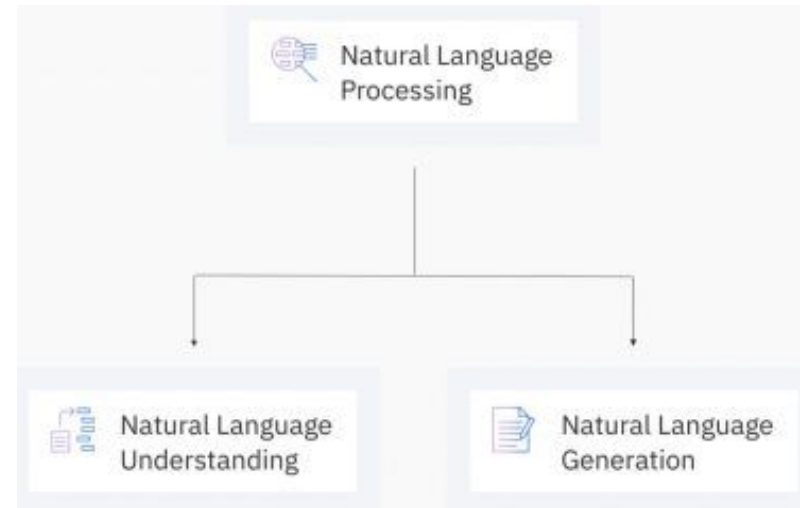 Natural Language
Processing
Natural Language
Understanding
Natural Language
Generation